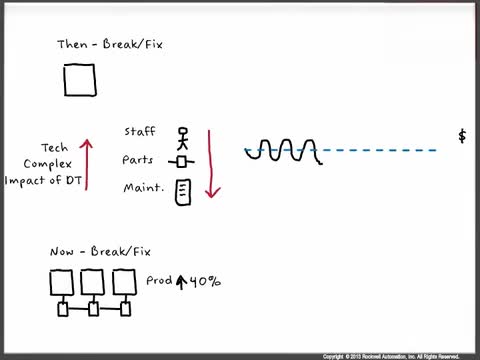 Then - Break/Fix
Staff
Tech
Complex
Impact of DT
Parts
Maint.
$
Now - Break/Fix
Prod ↑ 40%
Copyright © 2013 Rockwell Automation, Inc. All Rights Reserved.